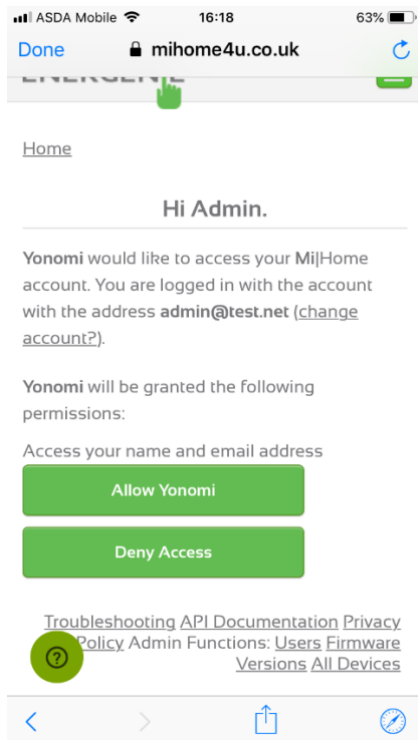 ASDA Mobile 16:18 63%
Done mihome4u.co.uk
ENERGENIE
Home
Hi Admin.
Yonomi would like to access your Mi|Home
account. You are logged in with the account
with the address admin@test.net (change
account?).
Yonomi will be granted the following
permissions:
Access your name and email address
Allow Yonomi
Deny Access
Troubleshooting API Documentation Privacy
Policy Admin Functions: Users Firmware
Versions All Devices